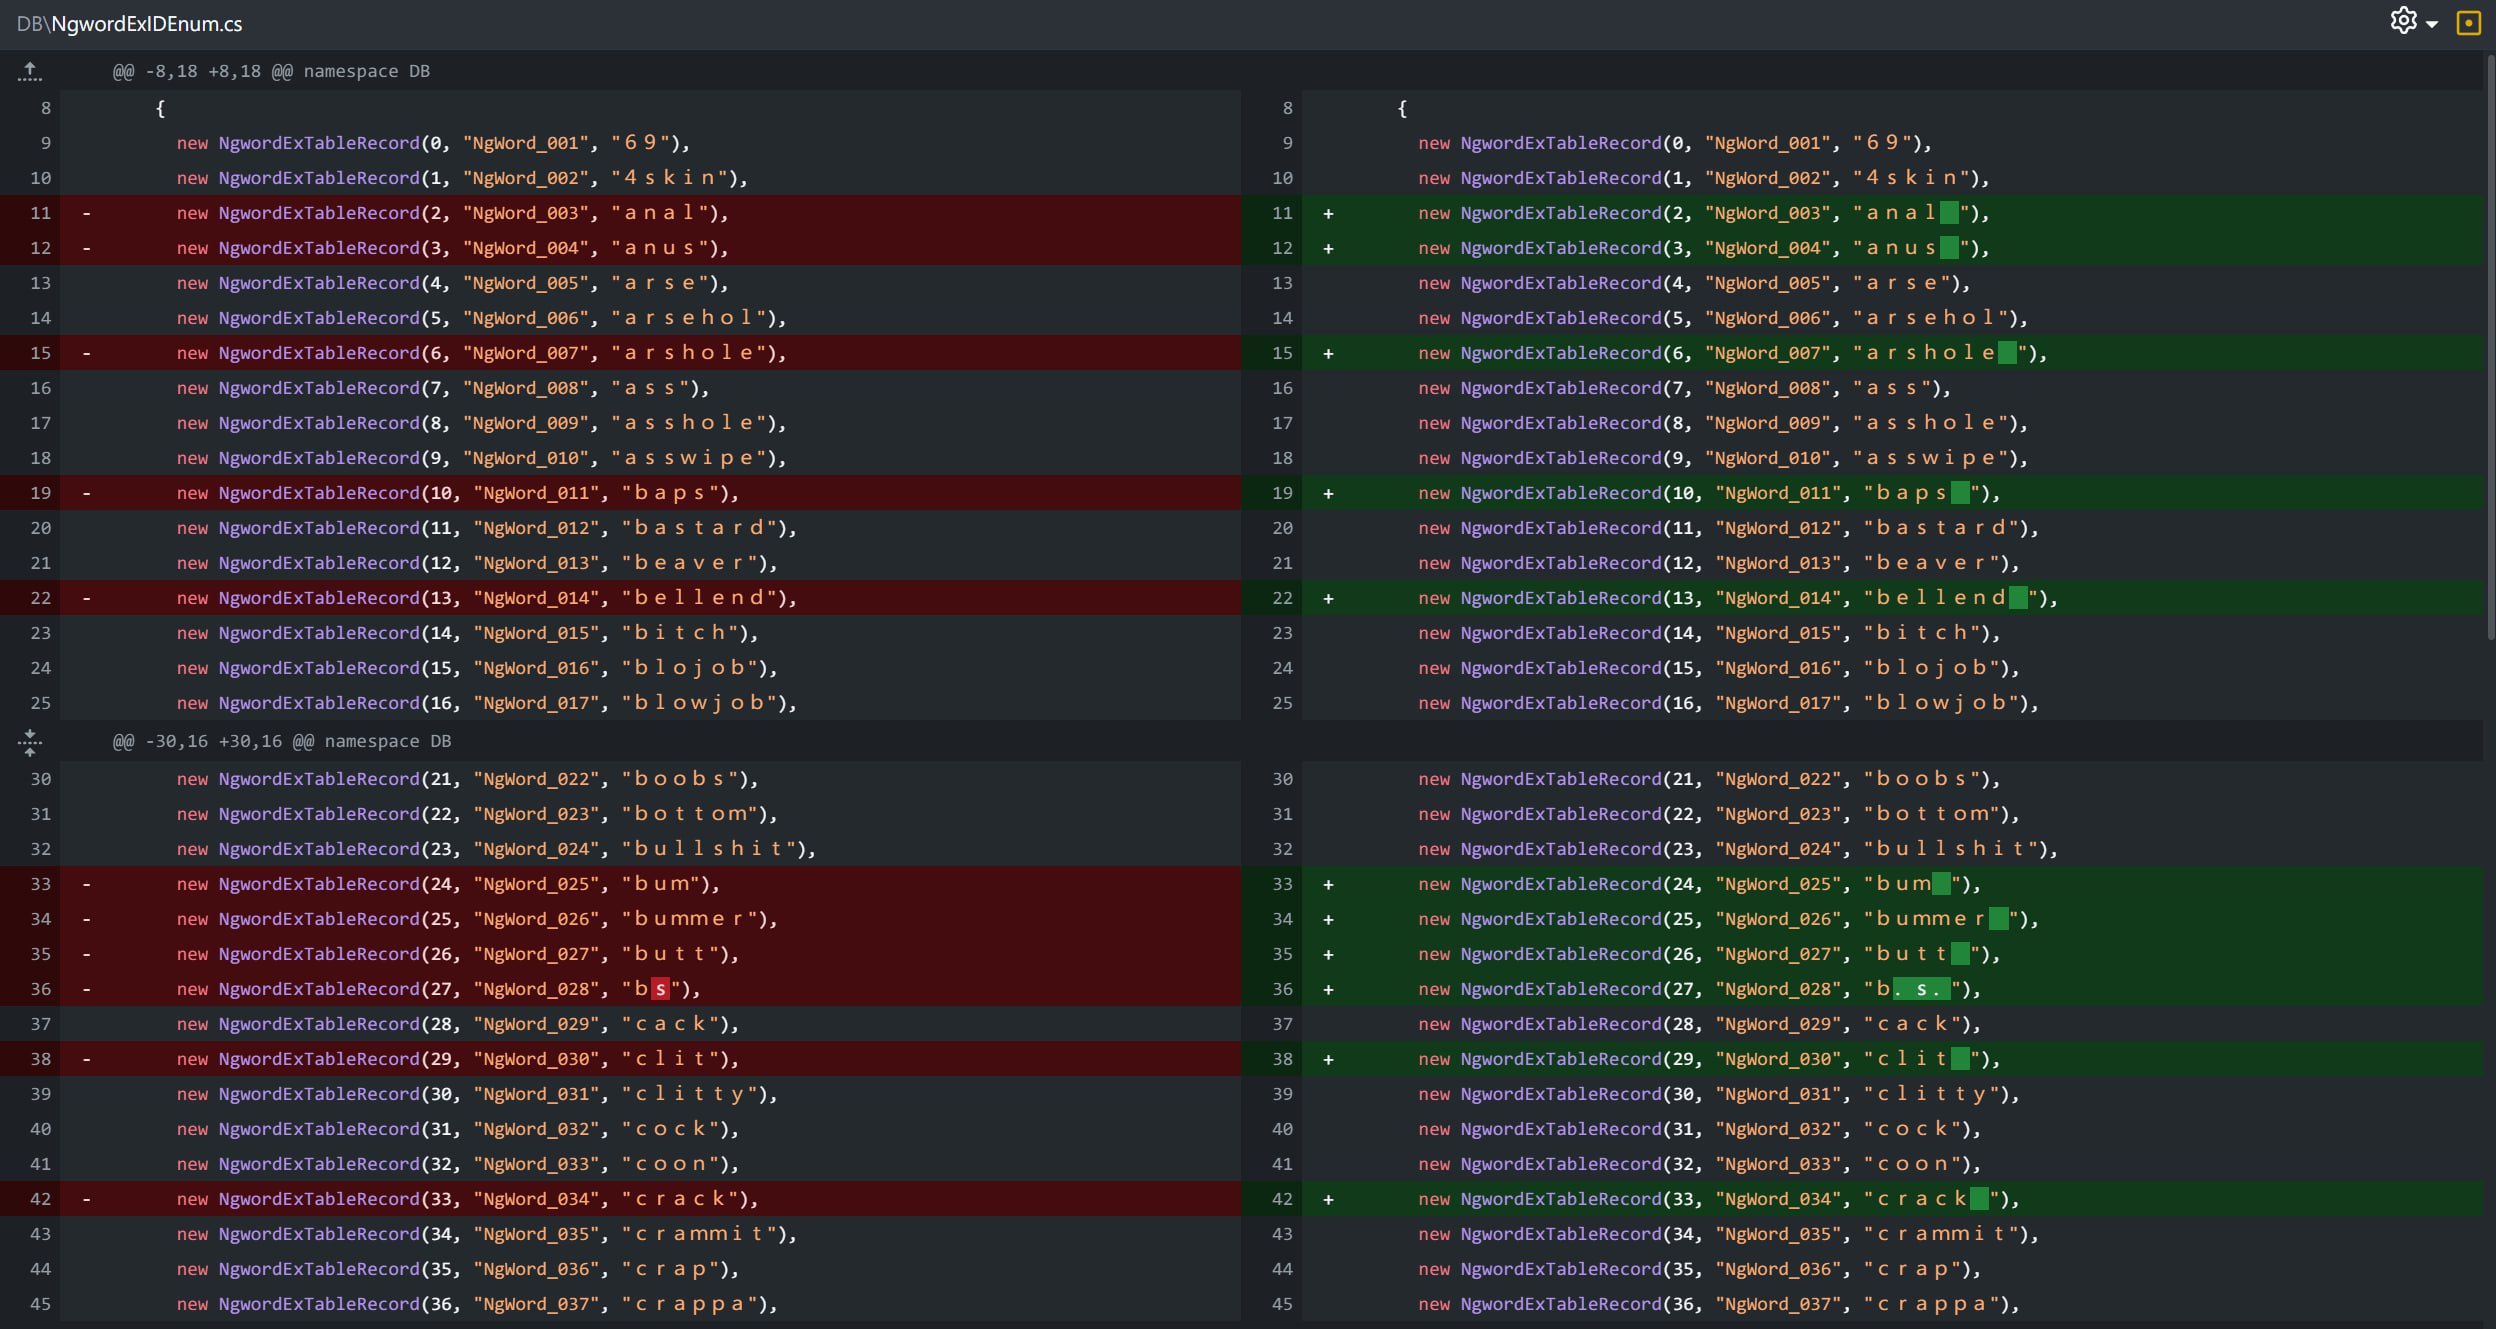 DB\NgwordExIDEnum.cs
@@ -8,18 +8,18 @@ namespace DB
8 { 8 {
9 new NgwordExTableRecord(0, "NgWord_001", "６９"), 9 new NgwordExTableRecord(0, "NgWord_001", "６９"),
10 new NgwordExTableRecord(1, "NgWord_002", "４ｓｋｉｎ"), 10 new NgwordExTableRecord(1, "NgWord_002", "４ｓｋｉｎ"),
11 - new NgwordExTableRecord(2, "NgWord_003", "ａｎａｌ"), 11 + new NgwordExTableRecord(2, "NgWord_003", "ａｎａｌ　"),
12 - new NgwordExTableRecord(3, "NgWord_004", "ａｎｕｓ"), 12 + new NgwordExTableRecord(3, "NgWord_004", "ａｎｕｓ　"),
13 new NgwordExTableRecord(4, "NgWord_005", "ａｒｓｅ"), 13 new NgwordExTableRecord(4, "NgWord_005", "ａｒｓｅ"),
14 new NgwordExTableRecord(5, "NgWord_006", "ａｒｓｅｈｏｌ"), 14 new NgwordExTableRecord(5, "NgWord_006", "ａｒｓｅｈｏｌ"),
15 - new NgwordExTableRecord(6, "NgWord_007", "ａｒｓｈｏｌｅ"), 15 + new NgwordExTableRecord(6, "NgWord_007", "ａｒｓｈｏｌｅ　"),
16 new NgwordExTableRecord(7, "NgWord_008", "ａｓｓ"), 16 new NgwordExTableRecord(7, "NgWord_008", "ａｓｓ"),
17 new NgwordExTableRecord(8, "NgWord_009", "ａｓｓｈｏｌｅ"), 17 new NgwordExTableRecord(8, "NgWord_009", "ａｓｓｈｏｌｅ"),
18 new NgwordExTableRecord(9, "NgWord_010", "ａｓｓｗｉｐｅ"), 18 new NgwordExTableRecord(9, "NgWord_010", "ａｓｓｗｉｐｅ"),
19 - new NgwordExTableRecord(10, "NgWord_011", "ｂａｐｓ"), 19 + new NgwordExTableRecord(10, "NgWord_011", "ｂａｐｓ　"),
20 new NgwordExTableRecord(11, "NgWord_012", "ｂａｓｔａｒｄ"), 20 new NgwordExTableRecord(11, "NgWord_012", "ｂａｓｔａｒｄ"),
21 new NgwordExTableRecord(12, "NgWord_013", "ｂｅａｖｅｒ"), 21 new NgwordExTableRecord(12, "NgWord_013", "ｂｅａｖｅｒ"),
22 - new NgwordExTableRecord(13, "NgWord_014", "ｂｅｌｌｅｎｄ"), 22 + new NgwordExTableRecord(13, "NgWord_014", "ｂｅｌｌｅｎｄ　"),
23 new NgwordExTableRecord(14, "NgWord_015", "ｂｉｔｃｈ"), 23 new NgwordExTableRecord(14, "NgWord_015", "ｂｉｔｃｈ"),
24 new NgwordExTableRecord(15, "NgWord_016", "ｂｌｏｊｏｂ"), 24 new NgwordExTableRecord(15, "NgWord_016", "ｂｌｏｊｏｂ"),
25 new NgwordExTableRecord(16, "NgWord_017", "ｂｌｏｗｊｏｂ"), 25 new NgwordExTableRecord(16, "NgWord_017", "ｂｌｏｗｊｏｂ"),
@@ -30,16 +30,16 @@ namespace DB
30 new NgwordExTableRecord(21, "NgWord_022", "ｂｏｏｂｓ"), 30 new NgwordExTableRecord(21, "NgWord_022", "ｂｏｏｂｓ"),
31 new NgwordExTableRecord(22, "NgWord_023", "ｂｏｔｔｏｍ"), 31 new NgwordExTableRecord(22, "NgWord_023", "ｂｏｔｔｏｍ"),
32 new NgwordExTableRecord(23, "NgWord_024", "ｂｕｌｌｓｈｉｔ"), 32 new NgwordExTableRecord(23, "NgWord_024", "ｂｕｌｌｓｈｉｔ"),
33 - new NgwordExTableRecord(24, "NgWord_025", "ｂｕｍ"), 33 + new NgwordExTableRecord(24, "NgWord_025", "ｂｕｍ　"),
34 - new NgwordExTableRecord(25, "NgWord_026", "ｂｕｍｍｅｒ"), 34 + new NgwordExTableRecord(25, "NgWord_026", "ｂｕｍｍｅｒ　"),
35 - new NgwordExTableRecord(26, "NgWord_027", "ｂｕｔｔ"), 35 + new NgwordExTableRecord(26, "NgWord_027", "ｂｕｔｔ　"),
36 - new NgwordExTableRecord(27, "NgWord_028", "ｂｓ"), 36 + new NgwordExTableRecord(27, "NgWord_028", "ｂ．ｓ．"),
37 new NgwordExTableRecord(28, "NgWord_029", "ｃａｃｋ"), 37 new NgwordExTableRecord(28, "NgWord_029", "ｃａｃｋ"),
38 - new NgwordExTableRecord(29, "NgWord_030", "ｃｌｉｔ"), 38 + new NgwordExTableRecord(29, "NgWord_030", "ｃｌｉｔ　"),
39 new NgwordExTableRecord(30, "NgWord_031", "ｃｌｉｔｔｙ"), 39 new NgwordExTableRecord(30, "NgWord_031", "ｃｌｉｔｔｙ"),
40 new NgwordExTableRecord(31, "NgWord_032", "ｃｏｃｋ"), 40 new NgwordExTableRecord(31, "NgWord_032", "ｃｏｃｋ"),
41 new NgwordExTableRecord(32, "NgWord_033", "ｃｏｏｎ"), 41 new NgwordExTableRecord(32, "NgWord_033", "ｃｏｏｎ"),
42 - new NgwordExTableRecord(33, "NgWord_034", "ｃｒａｃｋ"), 42 + new NgwordExTableRecord(33, "NgWord_034", "ｃｒａｃｋ　"),
43 new NgwordExTableRecord(34, "NgWord_035", "ｃｒａｍｍｉｔ"), 43 new NgwordExTableRecord(34, "NgWord_035", "ｃｒａｍｍｉｔ"),
44 new NgwordExTableRecord(35, "NgWord_036", "ｃｒａｐ"), 44 new NgwordExTableRecord(35, "NgWord_036", "ｃｒａｐ"),
45 new NgwordExTableRecord(36, "NgWord_037", "ｃｒａｐｐａ"), 45 new NgwordExTableRecord(36, "NgWord_037", "ｃｒａｐｐａ"),